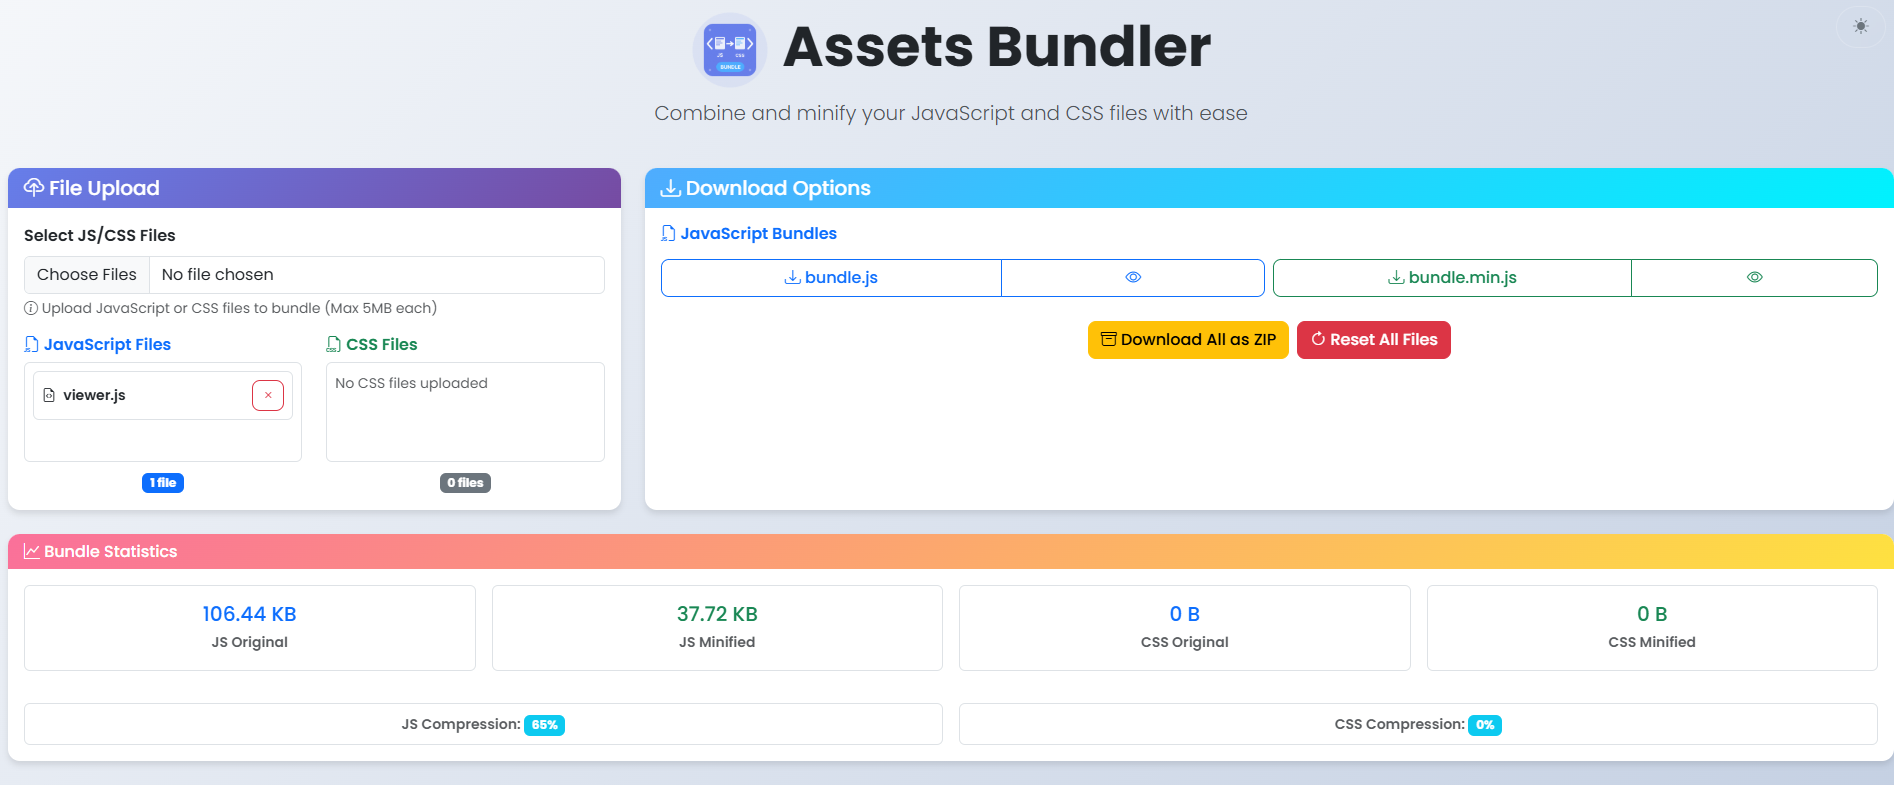 JS CSS
BUNDLE
Assets Bundler
Combine and minify your JavaScript and CSS files with ease
File Upload
Select JS/CSS Files
Choose Files No file chosen
Upload JavaScript or CSS files to bundle (Max 5MB each)
JavaScript Files
viewer.js
1 file
CSS Files
No CSS files uploaded
0 files
Download Options
JavaScript Bundles
bundle.js
bundle.min.js
Download All as ZIP
Reset All Files
Bundle Statistics
106.44 KB
JS Original
37.72 KB
JS Minified
0 B
CSS Original
0 B
CSS Minified
JS Compression: 65%
CSS Compression: 0%